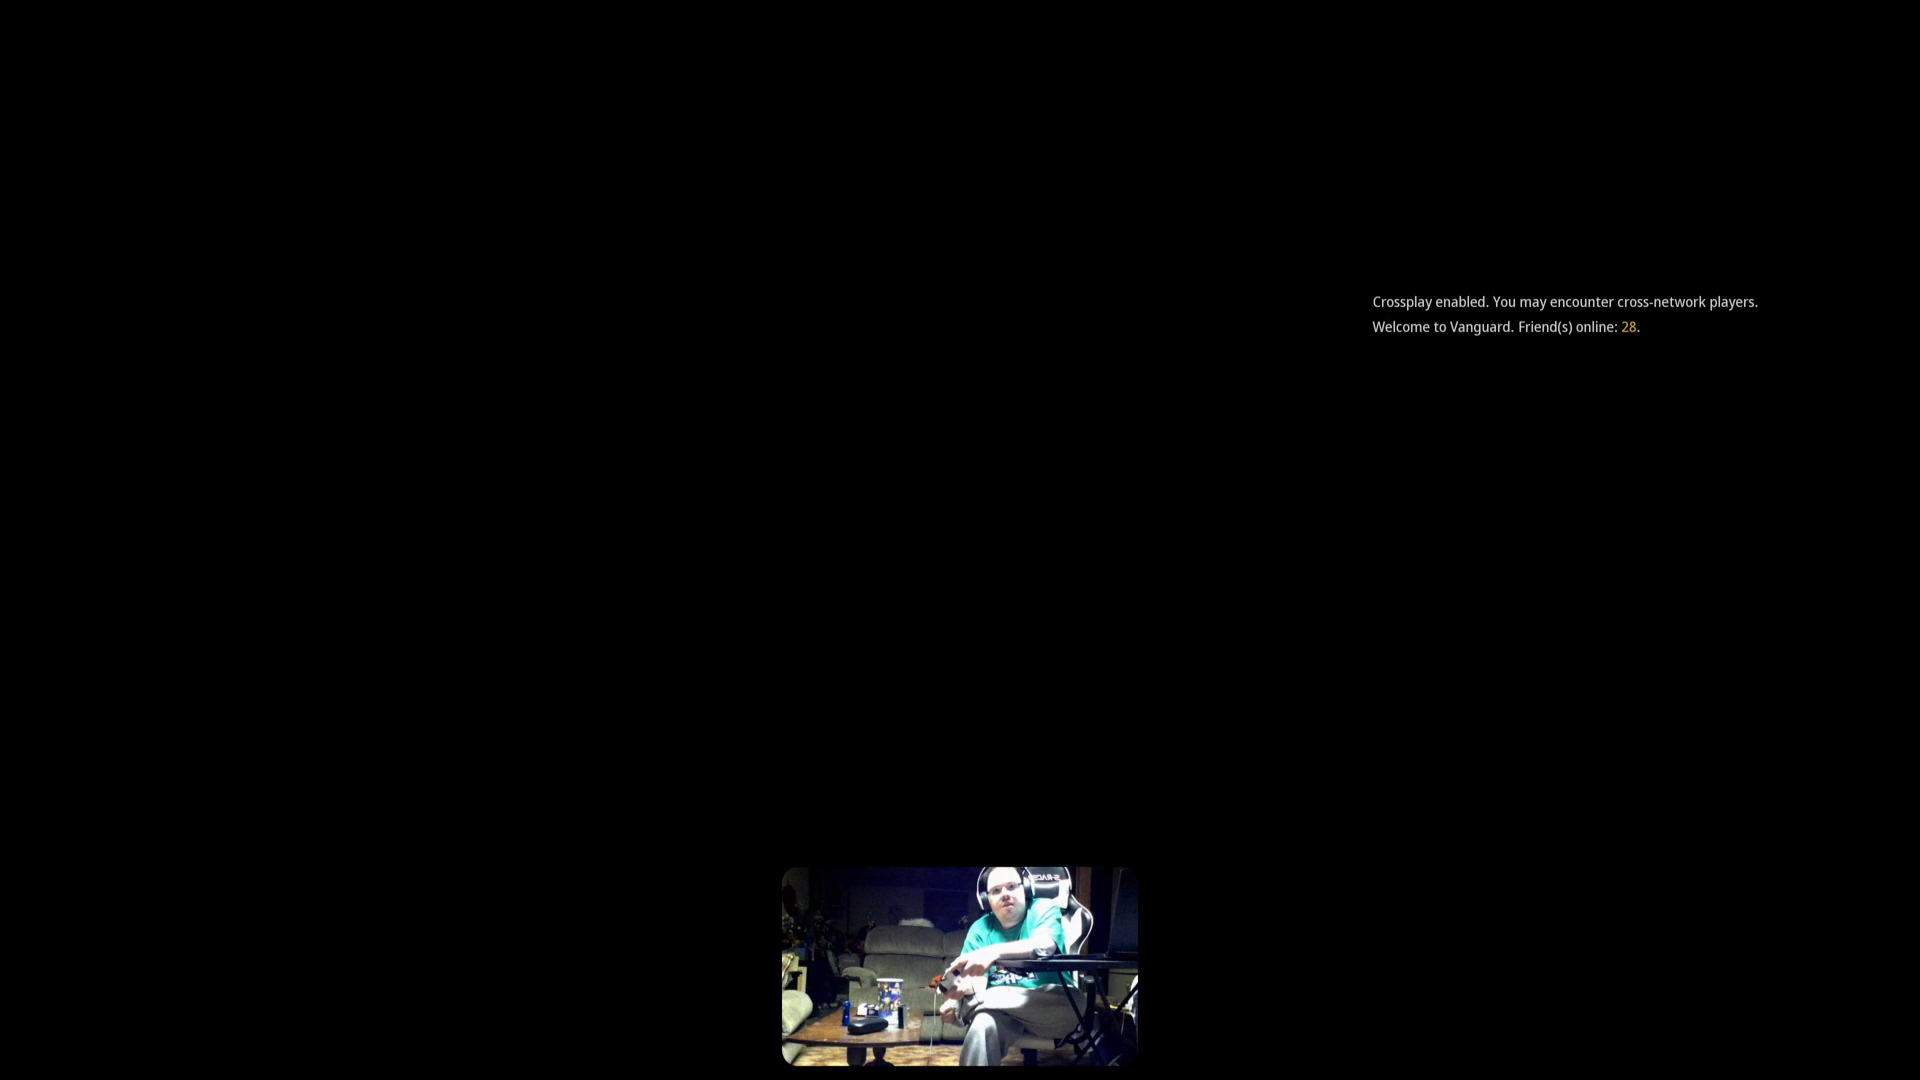 Crossplay enabled. You may encounter cross-network players.
Welcome to Vanguard. Friend(s) online: 28.